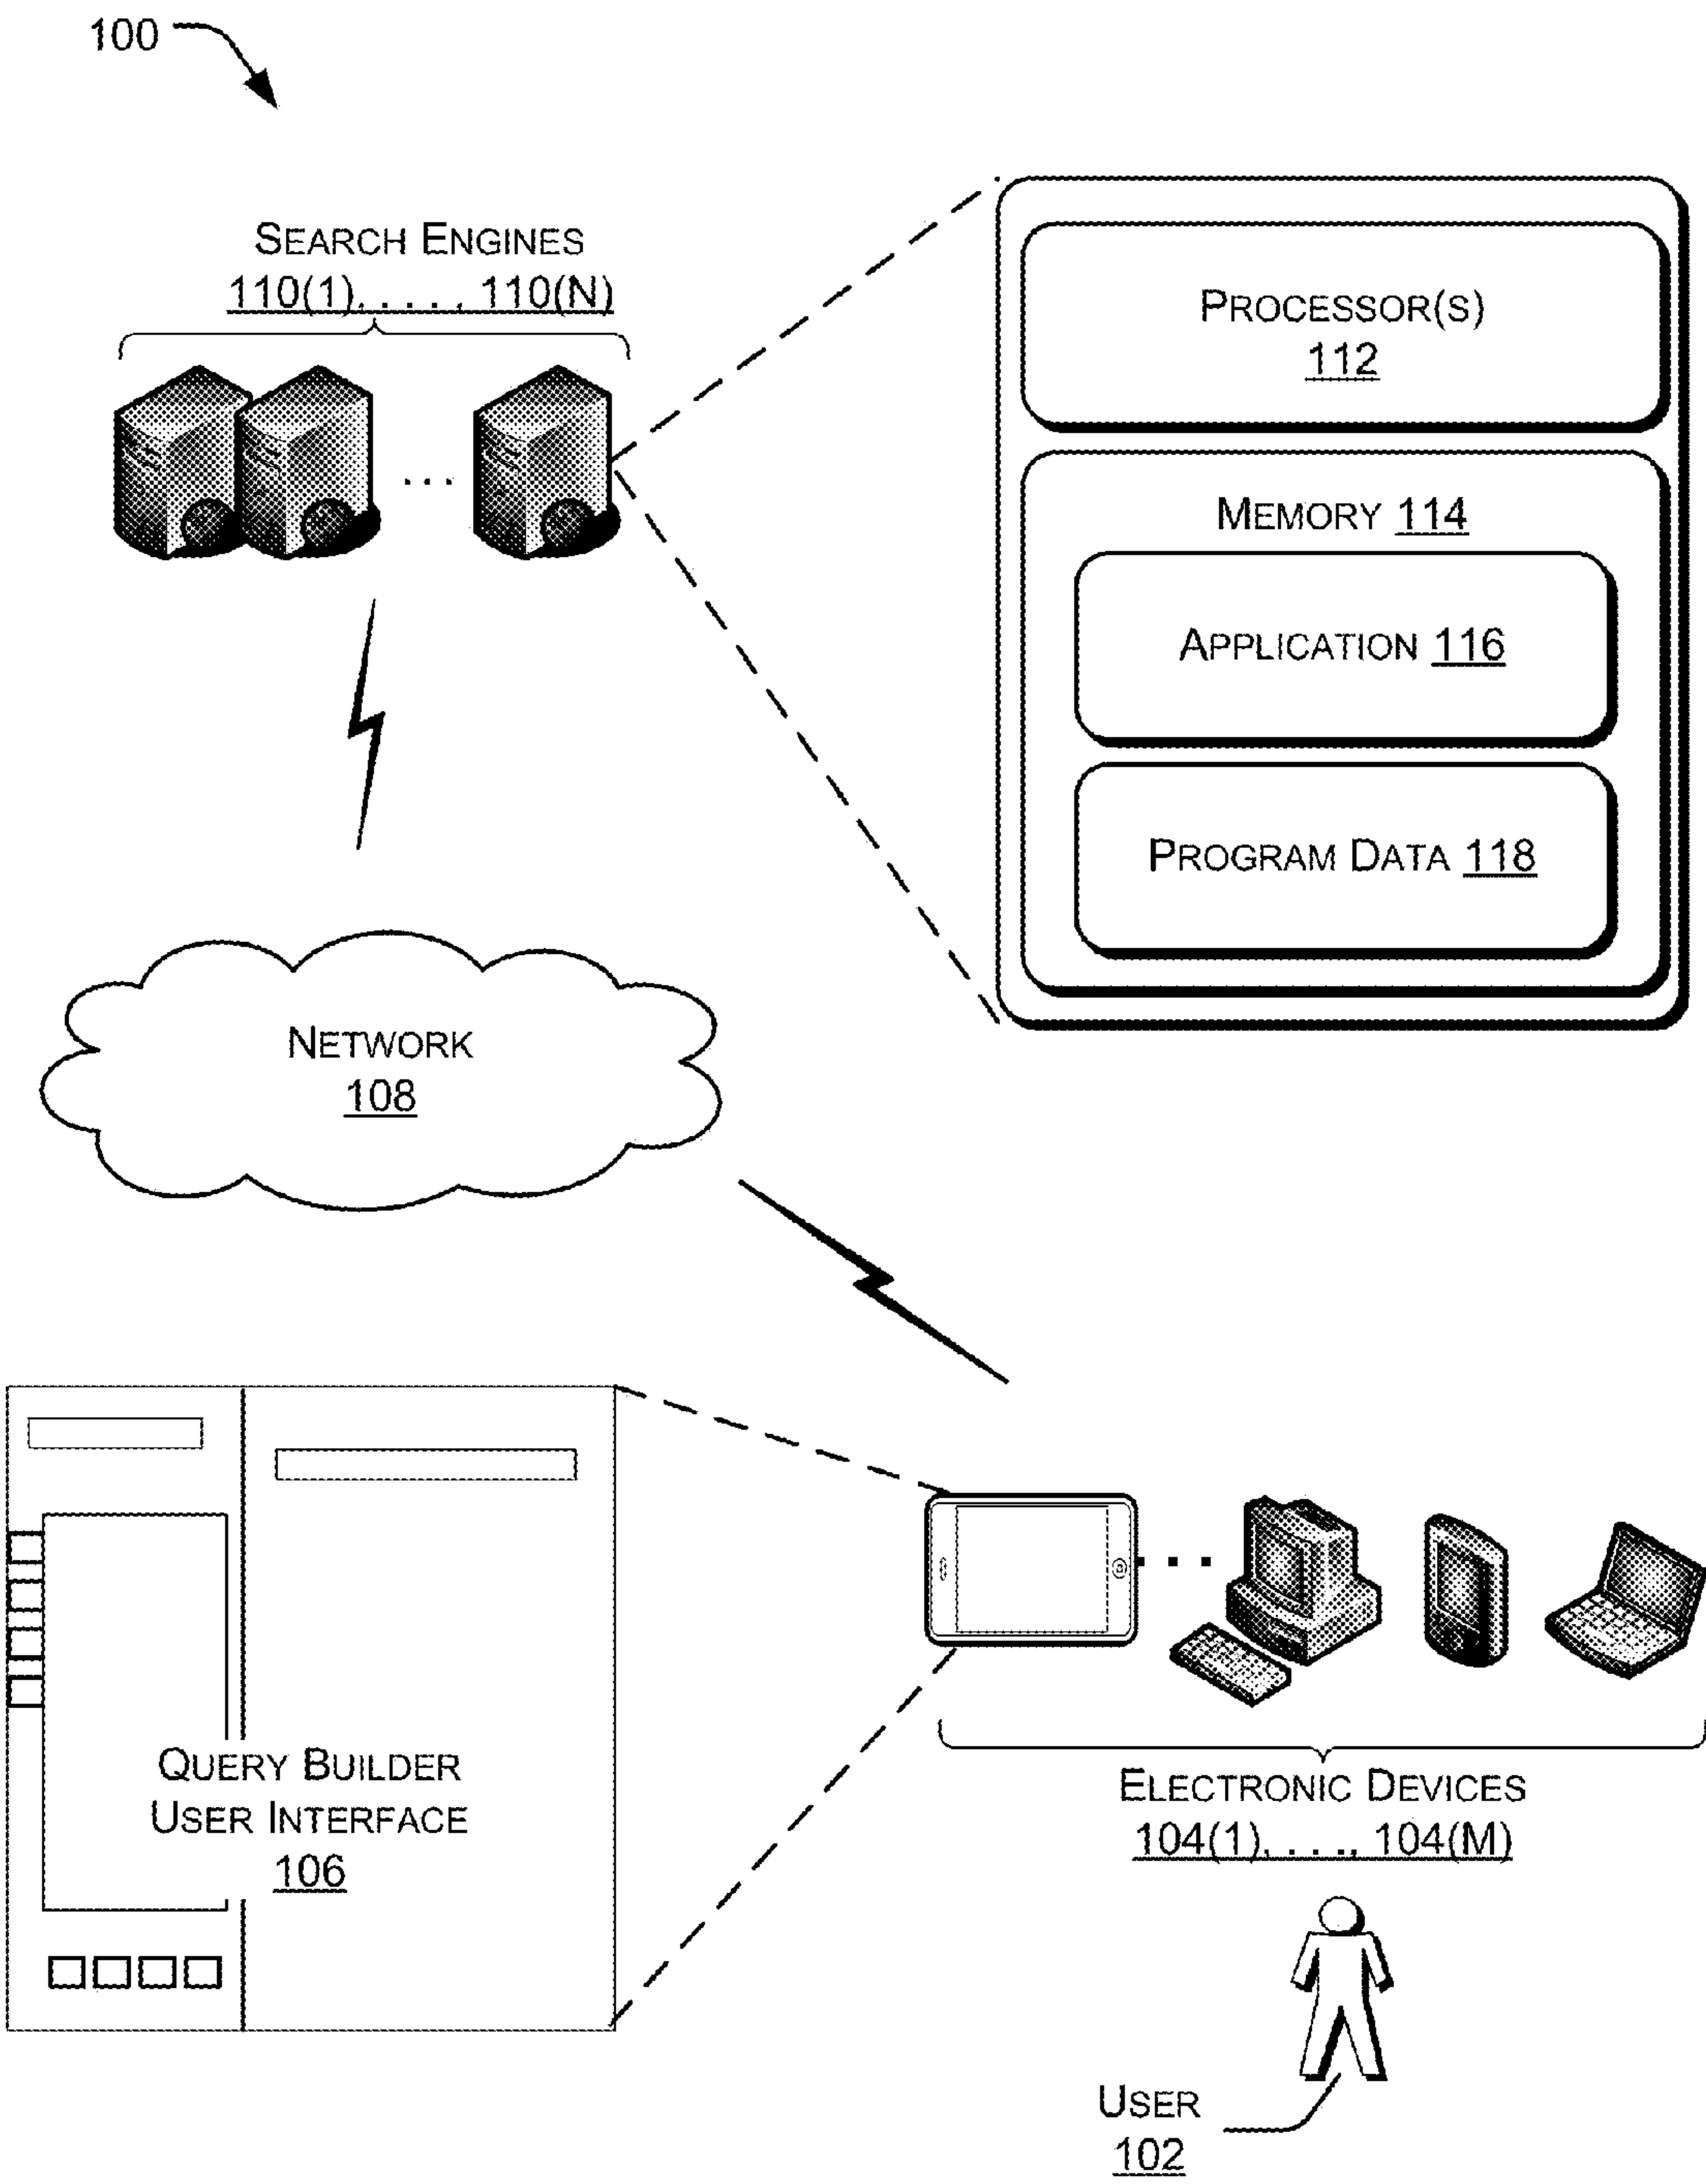 100
SEARCH ENGINES
110(1), . . . . , 110(N)
. . .
PROCESSOR(S)
112
MEMORY 114
APPLICATION 116
PROGRAM DATA 118
NETWORK
108
. . .
QUERY BUILDER
USER INTERFACE
106
ELECTRONIC DEVICES
104(1), . . ., 104(M)
USER
102